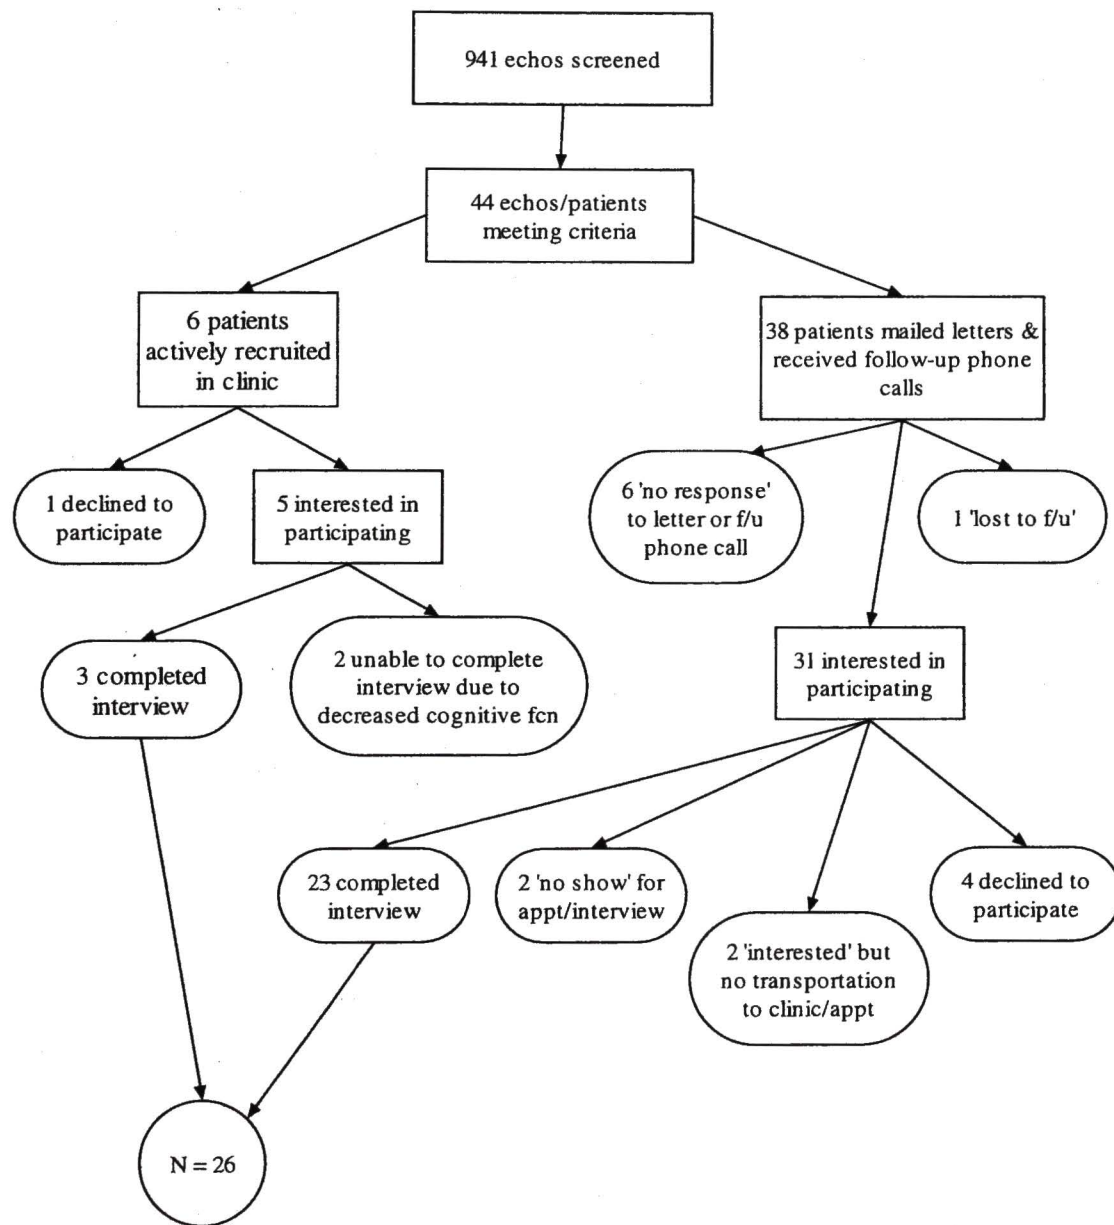 941 echos screened
44 echos/patients
meeting criteria
6 patients
actively recruited
in clinic
38 patients mailed letters &
received follow-up phone
calls
1 declined to
participate
5 interested in
participating
6 'no response'
to letter or f/u
phone call
1 'lost to f/u'
3 completed
interview
2 unable to complete
interview due to
decreased cognitive fcn
31 interested in
participating
23 completed
interview
2 'no show' for
appt/interview
2 'interested' but
no transportation
to clinic/appt
4 declined to
participate
N = 26